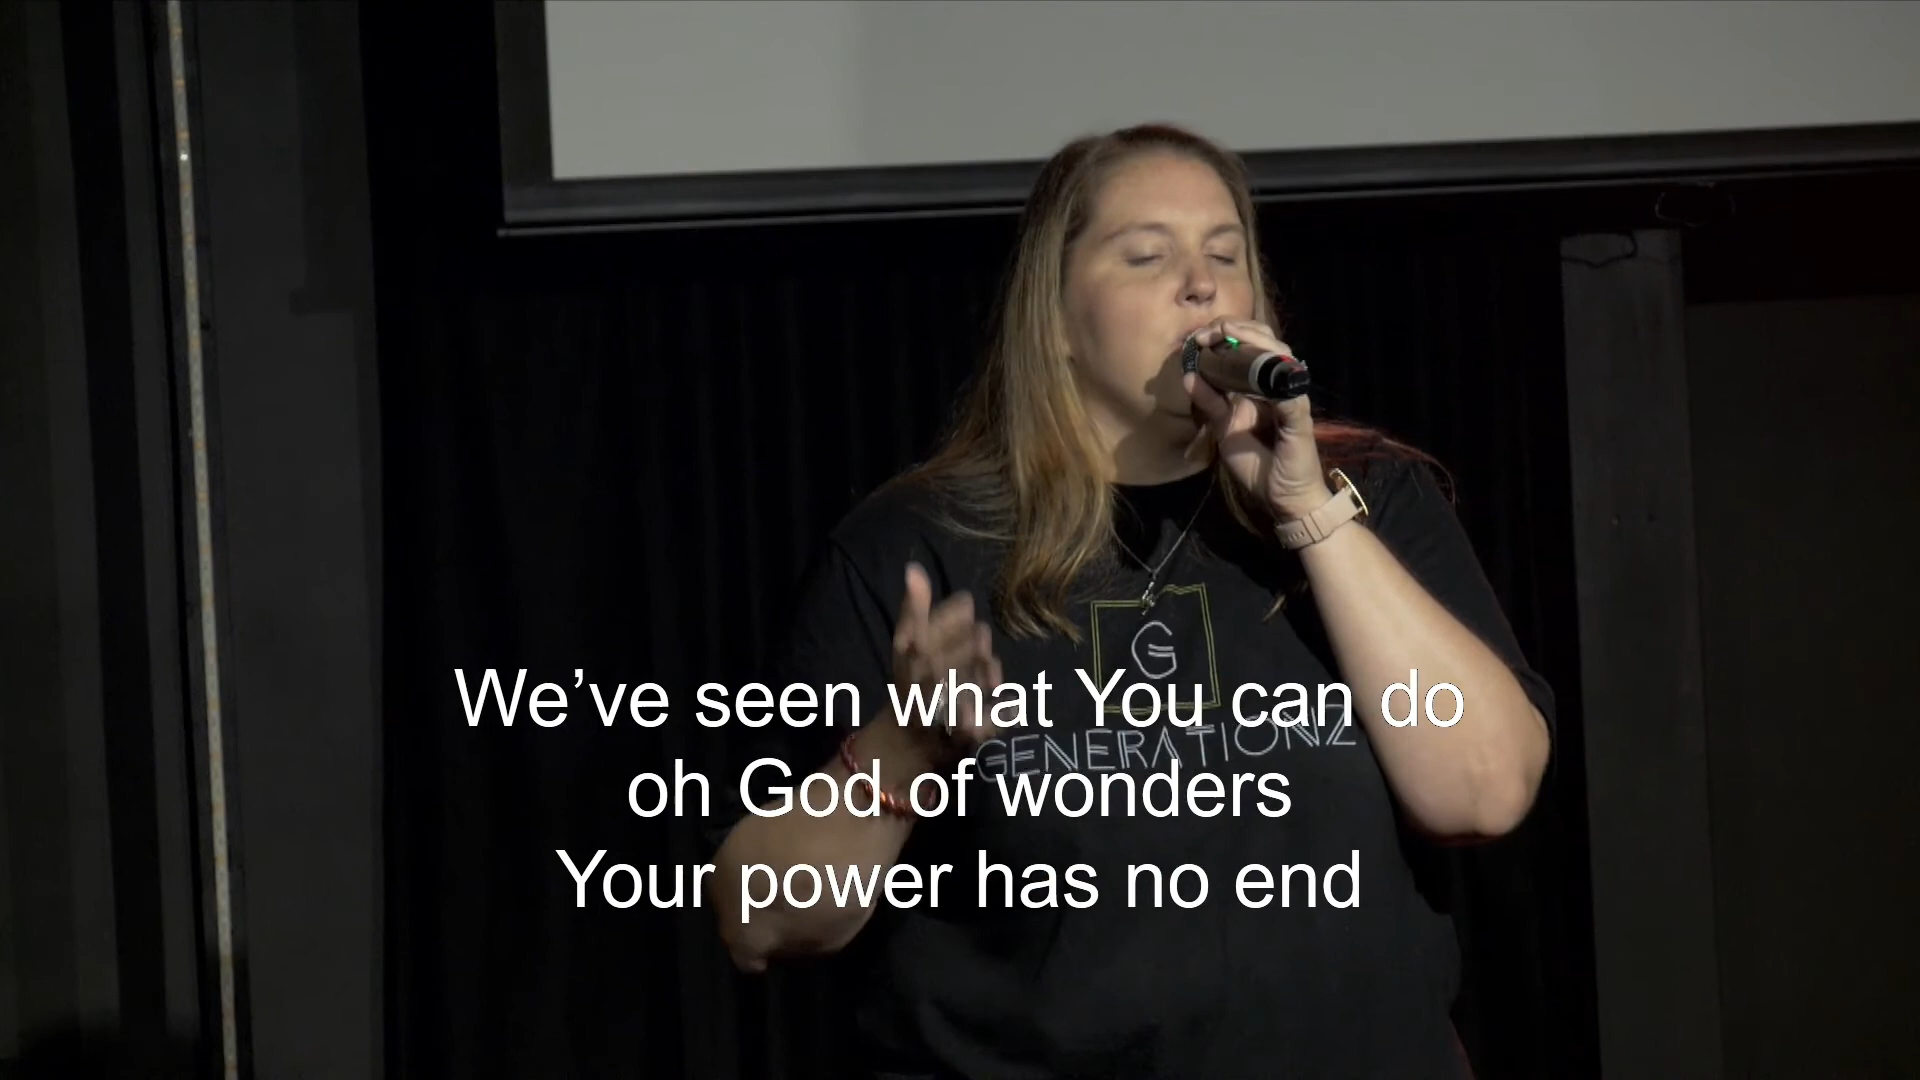 G
GENERATIONZ
We’ve seen what You can do
oh God of wonders
Your power has no end